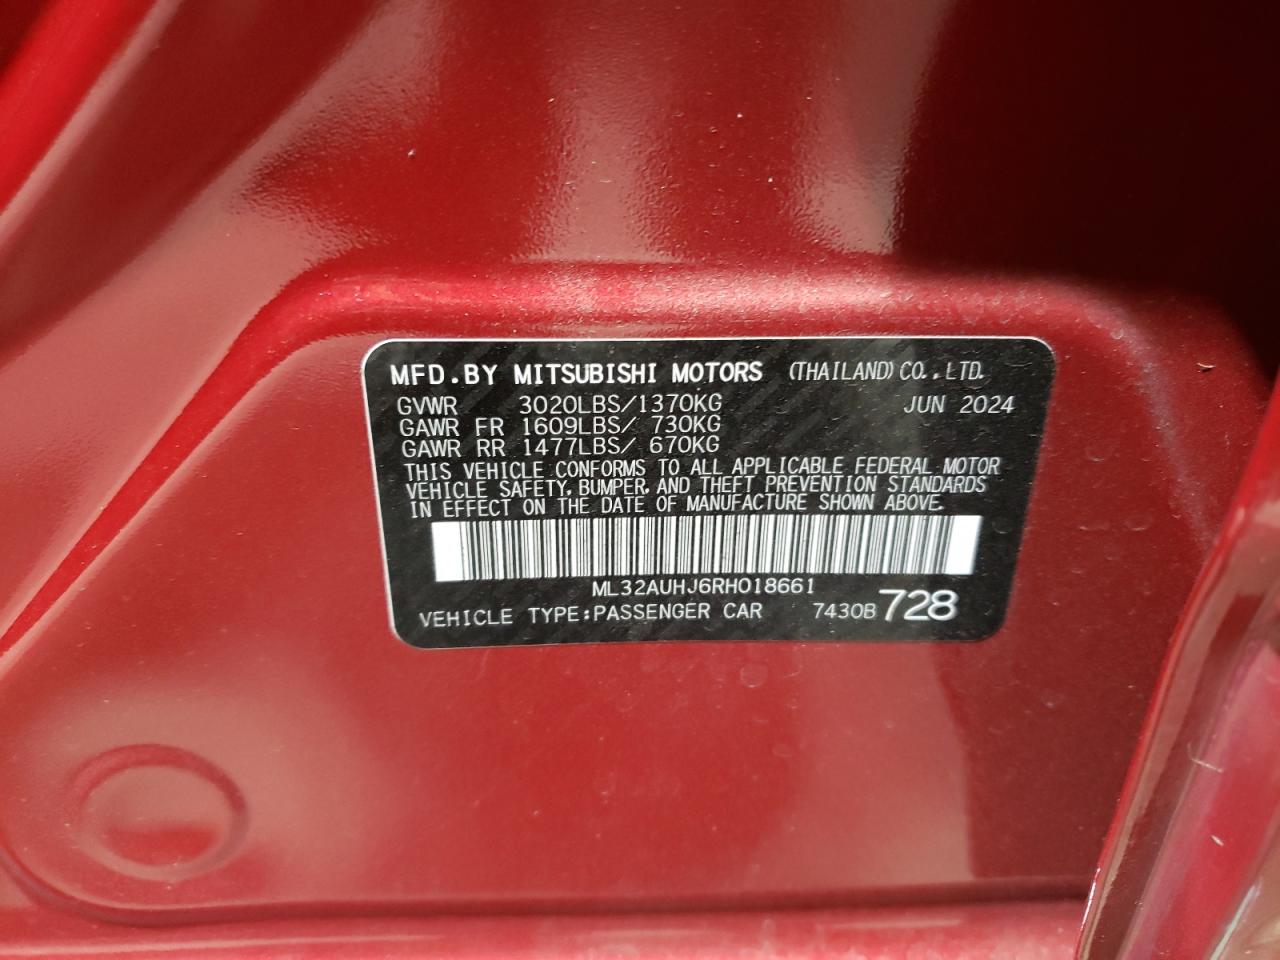 MFD.BY MITSUBISHI MOTORS (THAILAND)CO.,LTD.
GVWR 3020LBS/1370KG JUN 2024
GAWR FR 1609LBS/ 730KG
GAWR RR 1477LBS/ 670KG
THIS VEHICLE CONFORMS TO ALL APPLICABLE FEDERAL MOTOR
VEHICLE SAFETY, BUMPER, AND THEFT PREVENTION STANDARDS
IN EFFECT ON THE DATE OF MANUFACTURE SHOWN ABOVE.
ML32AUHJ6RH018661
VEHICLE TYPE:PASSENGER CAR 7430B 728